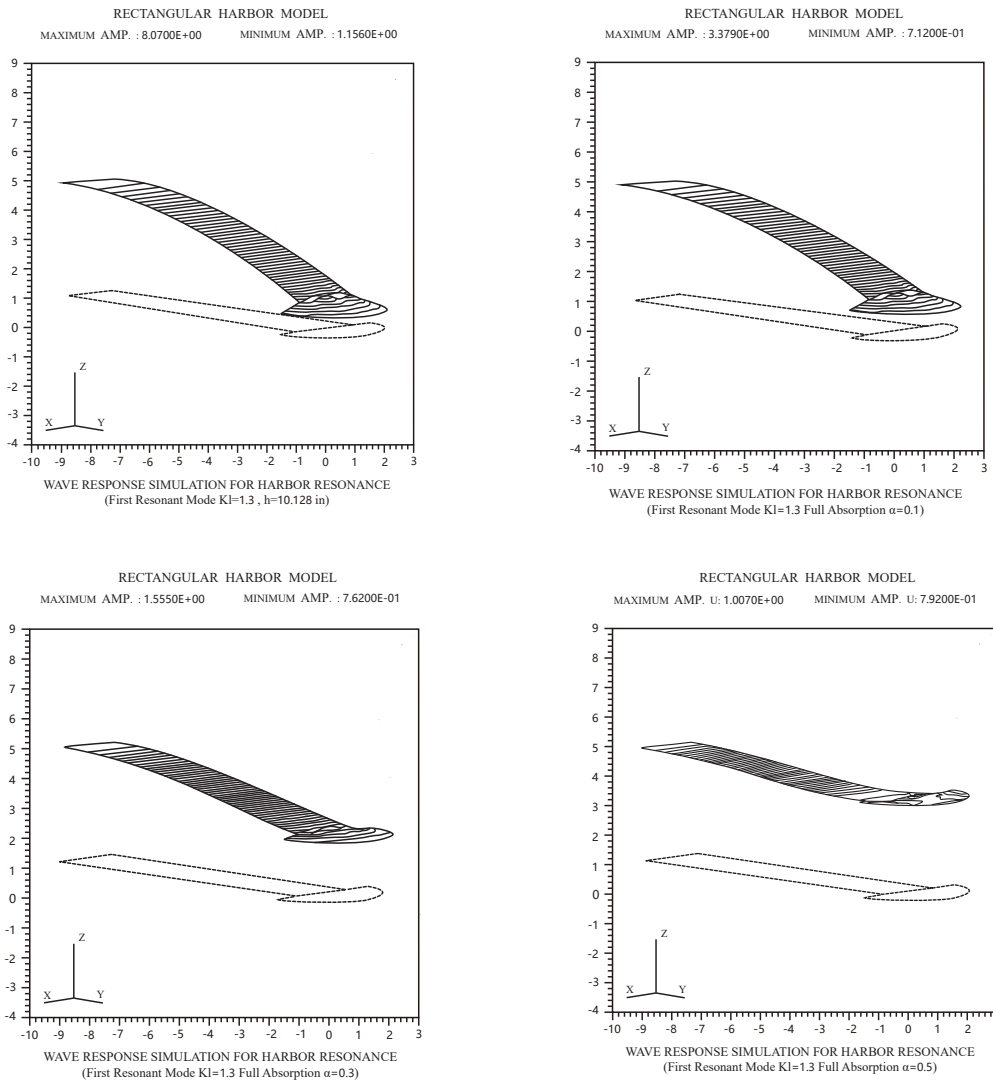 RECTANGULAR HARBOR MODEL
MAXIMUM AMP. : 8.0700E+00 MINIMUM AMP. : 1.1560E+00
9
8
7
6
5
4
3
2
1
0
-1
-2
-3
-4
Z
X Y
-10 -9 -8 -7 -6 -5 -4 -3 -2 -1 0 1 2 3
WAVE RESPONSE SIMULATION FOR HARBOR RESONANCE
(First Resonant Mode Kl=1.3 , h=10.128 in)
RECTANGULAR HARBOR MODEL
MAXIMUM AMP. : 3.3790E+00 MINIMUM AMP. : 7.1200E-01
9
8
7
6
5
4
3
2
1
0
-1
-2
-3
-4
Z
X Y
-10 -9 -8 -7 -6 -5 -4 -3 -2 -1 0 1 2 3
WAVE RESPONSE SIMULATION FOR HARBOR RESONANCE
(First Resonant Mode Kl=1.3 Full Absorption α=0.1)
RECTANGULAR HARBOR MODEL
MAXIMUM AMP. : 1.5550E+00 MINIMUM AMP. : 7.6200E-01
9
8
7
6
5
4
3
2
1
0
-1
-2
-3
-4
Z
X Y
-10 -9 -8 -7 -6 -5 -4 -3 -2 -1 0 1 2 3
WAVE RESPONSE SIMULATION FOR HARBOR RESONANCE
(First Resonant Mode Kl=1.3 Full Absorption α=0.3)
RECTANGULAR HARBOR MODEL
MAXIMUM AMP. U: 1.0070E+00 MINIMUM AMP. U: 7.9200E-01
9
8
7
6
5
4
3
2
1
0
-1
-2
-3
-4
Z
X Y
-10 -9 -8 -7 -6 -5 -4 -3 -2 -1 0 1 2
WAVE RESPONSE SIMULATION FOR HARBOR RESONANCE
(First Resonant Mode Kl=1.3 Full Absorption α=0.5)